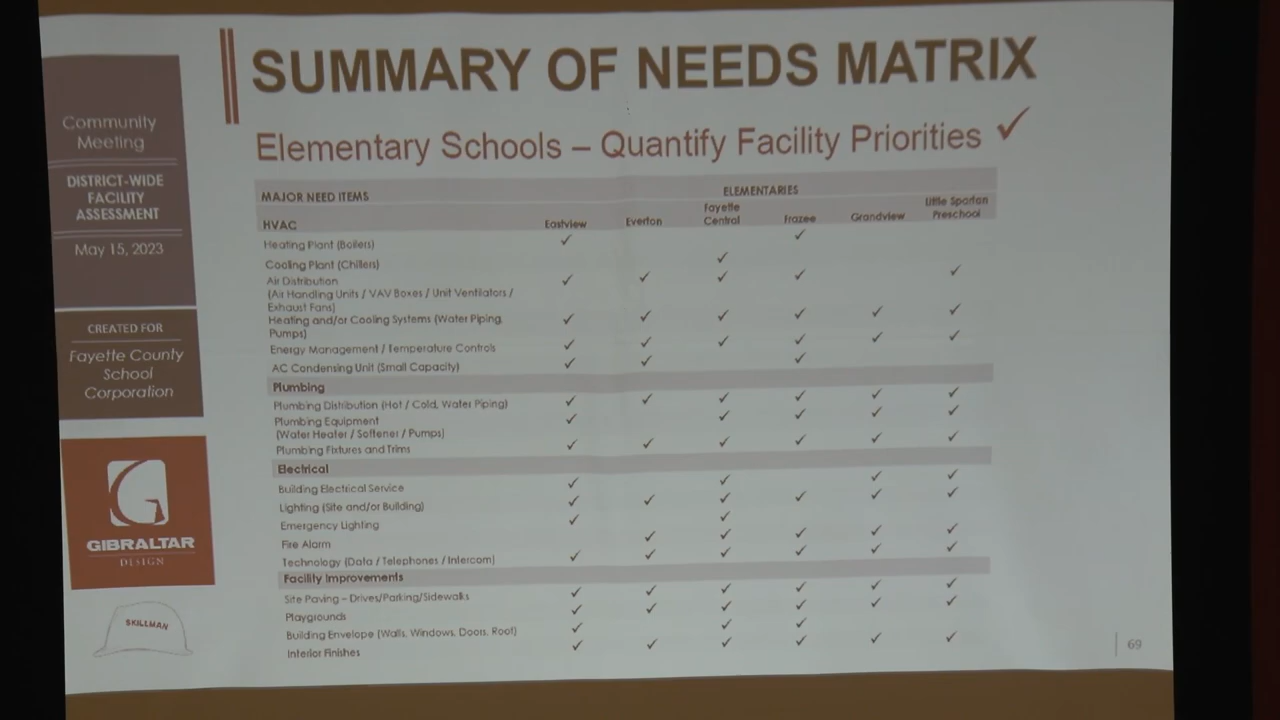 SUMMARY OF NEEDS MATRIX
Elementary Schools – Quantify Facility Priorities ✓
Community
Meeting
DISTRICT-WIDE
FACILITY
ASSESSMENT
May 15, 2023
CREATED FOR
Fayette County
School
Corporation
GIBRALTAR
DESIGN
SKILLMAN
MAJOR NEED ITEMS ELEMENTARIES
HVAC Eastview Everton Fayette Central Frazee Grandview Little Spartan Preschool
Heating Plant (Boilers) ✓ ✓
Cooling Plant (Chillers) ✓
Air Distribution ✓ ✓ ✓ ✓ ✓
(Air Handling Units / VAV Boxes / Unit Ventilators /
Exhaust Fans)
Heating and/or Cooling Systems (Water Piping, ✓ ✓ ✓ ✓ ✓ ✓
Pumps)
Energy Management / Temperature Controls ✓ ✓ ✓ ✓ ✓ ✓
AC Condensing Unit (Small Capacity) ✓ ✓ ✓
Plumbing
Plumbing Distribution (Hot / Cold, Water Piping) ✓ ✓ ✓ ✓ ✓ ✓
Plumbing Equipment ✓ ✓ ✓ ✓ ✓
(Water Heater / Softener / Pumps)
Plumbing Fixtures and Trims ✓ ✓ ✓ ✓ ✓ ✓
Electrical
Building Electrical Service ✓ ✓ ✓ ✓
Lighting (Site and/or Building) ✓ ✓ ✓ ✓ ✓ ✓
Emergency Lighting ✓ ✓
Fire Alarm ✓ ✓ ✓ ✓ ✓
Technology (Data / Telephones / Intercom) ✓ ✓ ✓ ✓ ✓ ✓
Facility Improvements
Site Paving – Drives/Parking/Sidewalks ✓ ✓ ✓ ✓ ✓ ✓
Playgrounds ✓ ✓ ✓ ✓ ✓ ✓
Building Envelope (Walls, Windows, Doors, Roof) ✓ ✓ ✓
Interior Finishes ✓ ✓ ✓ ✓ ✓ ✓
69